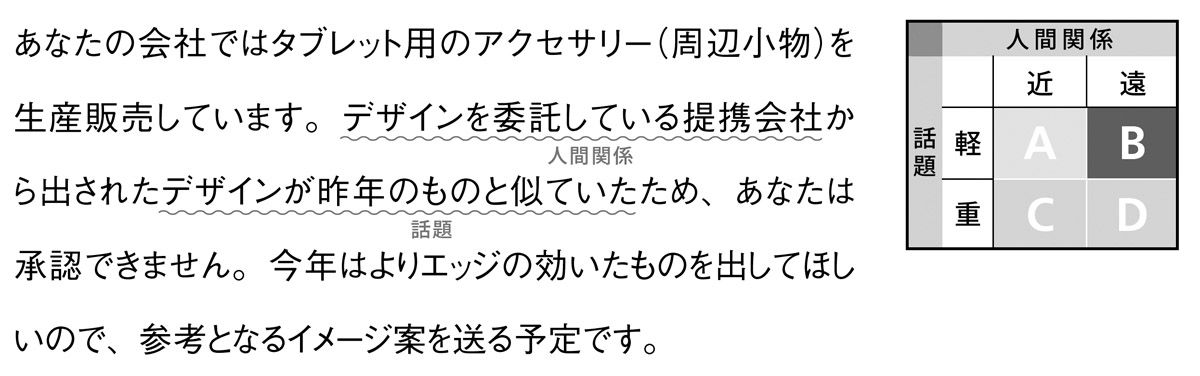 あなたの会社ではタブレット用のアクセサリー(周辺小物)を
生産販売しています。デザインを委託している提携会社か
人間関係
ら出されたデザインが昨年のものと似ていたため、あなたは
話題
承認できません。今年はよりエッジの効いたものを出してほし
いので、参考となるイメージ案を送る予定です。
人間関係
近 遠
話題
軽 A B
重 C D